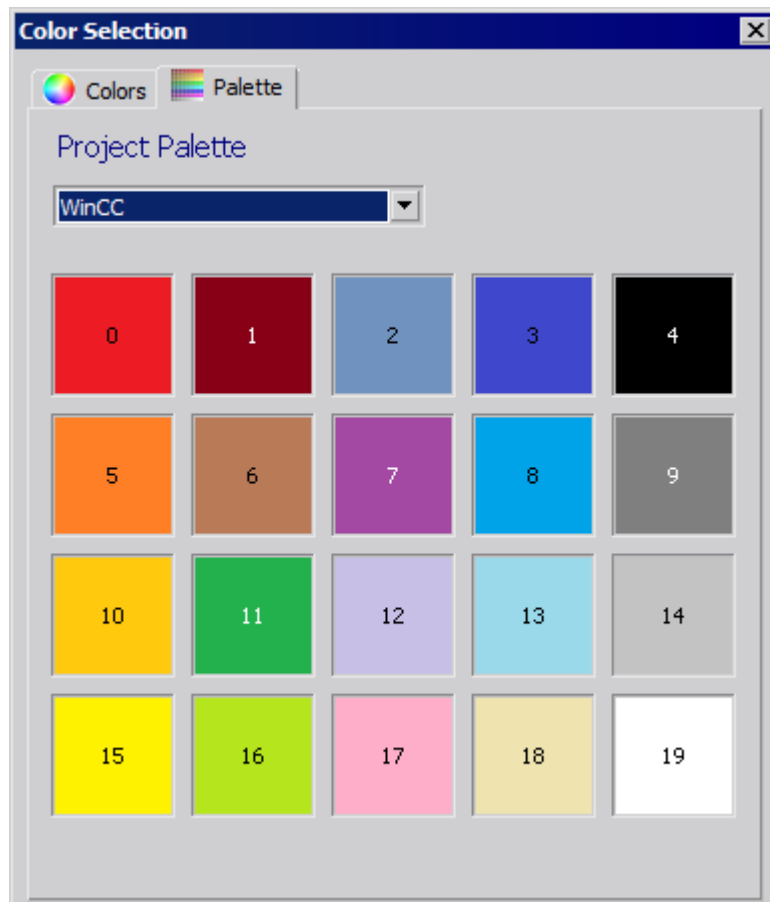 Color Selection
Colors Palette
Project Palette
WinCC
0 1 2 3 4
5 6 7 8 9
10 11 12 13 14
15 16 17 18 19